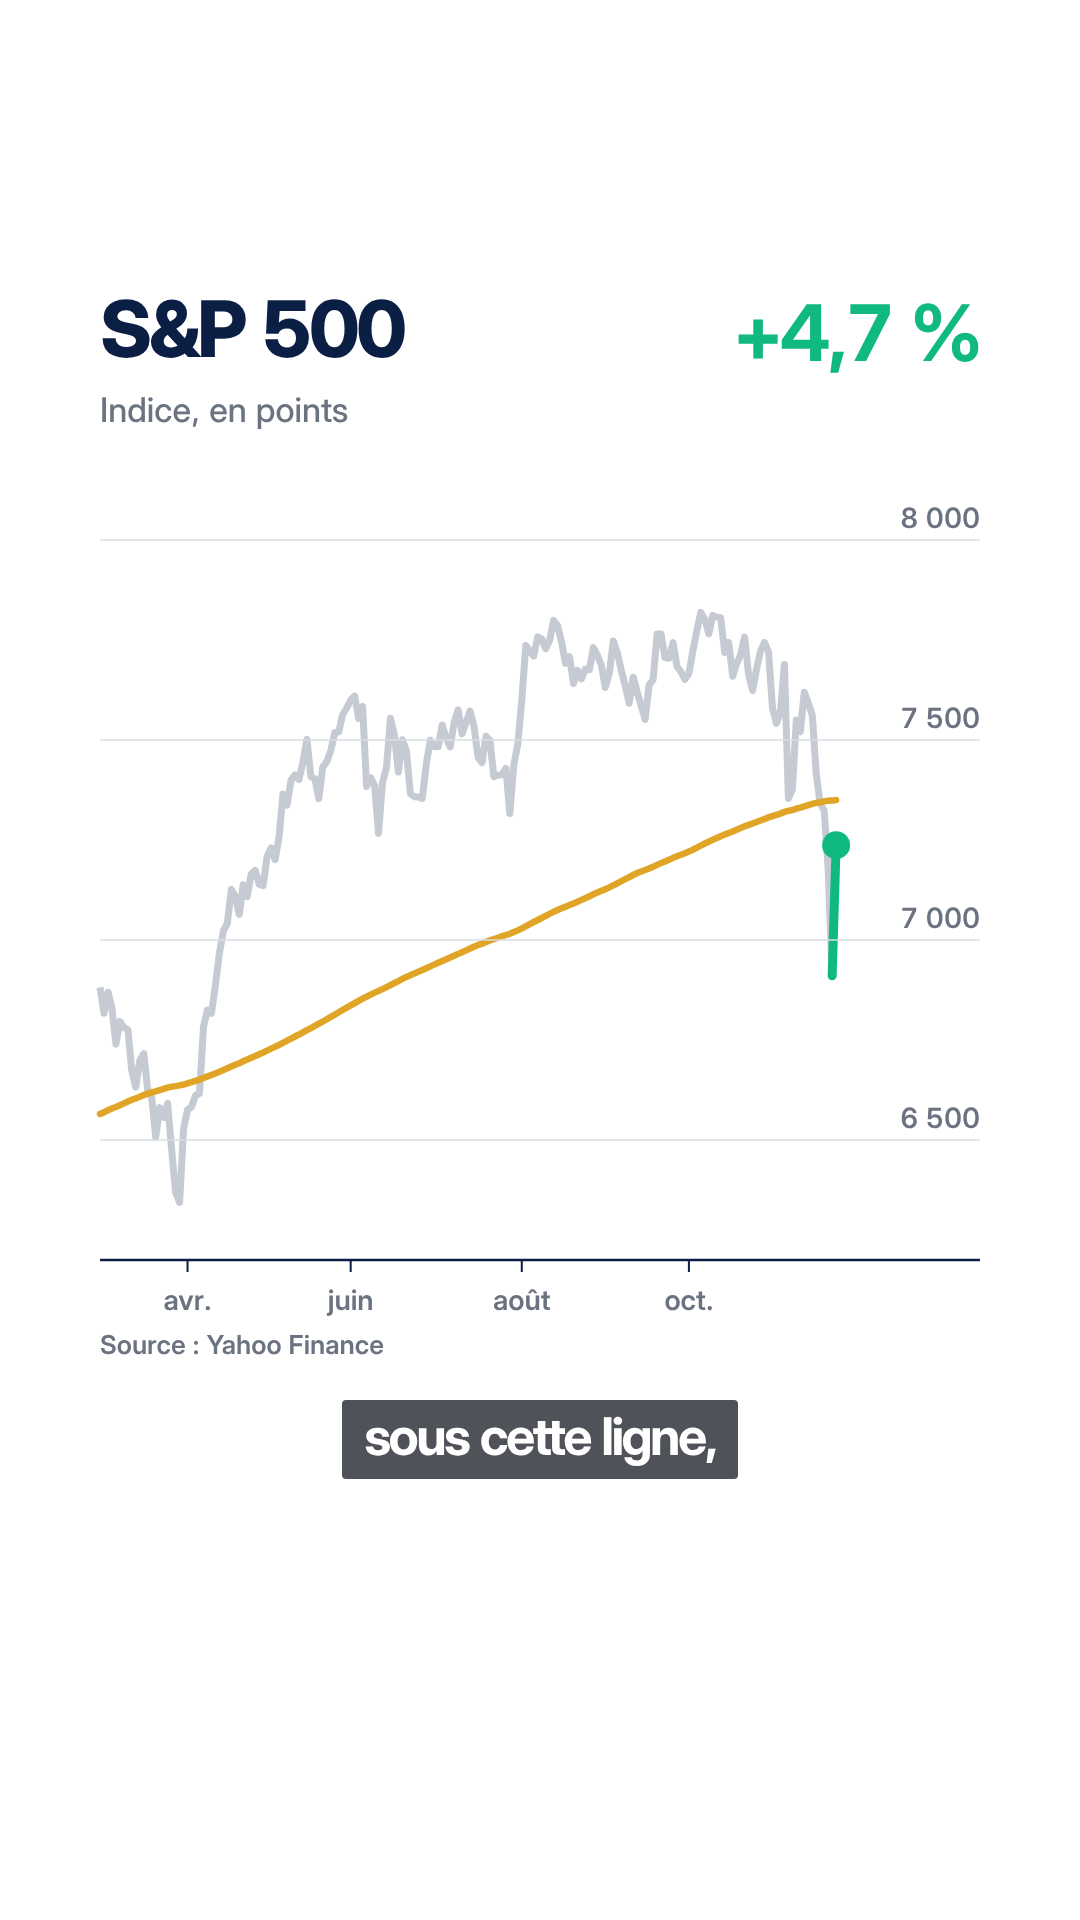 S&P 500
+4,7 %
Indice, en points
8 000
7 500
7 000
6 500
avr.
juin
août
oct.
Source : Yahoo Finance
sous cette ligne,